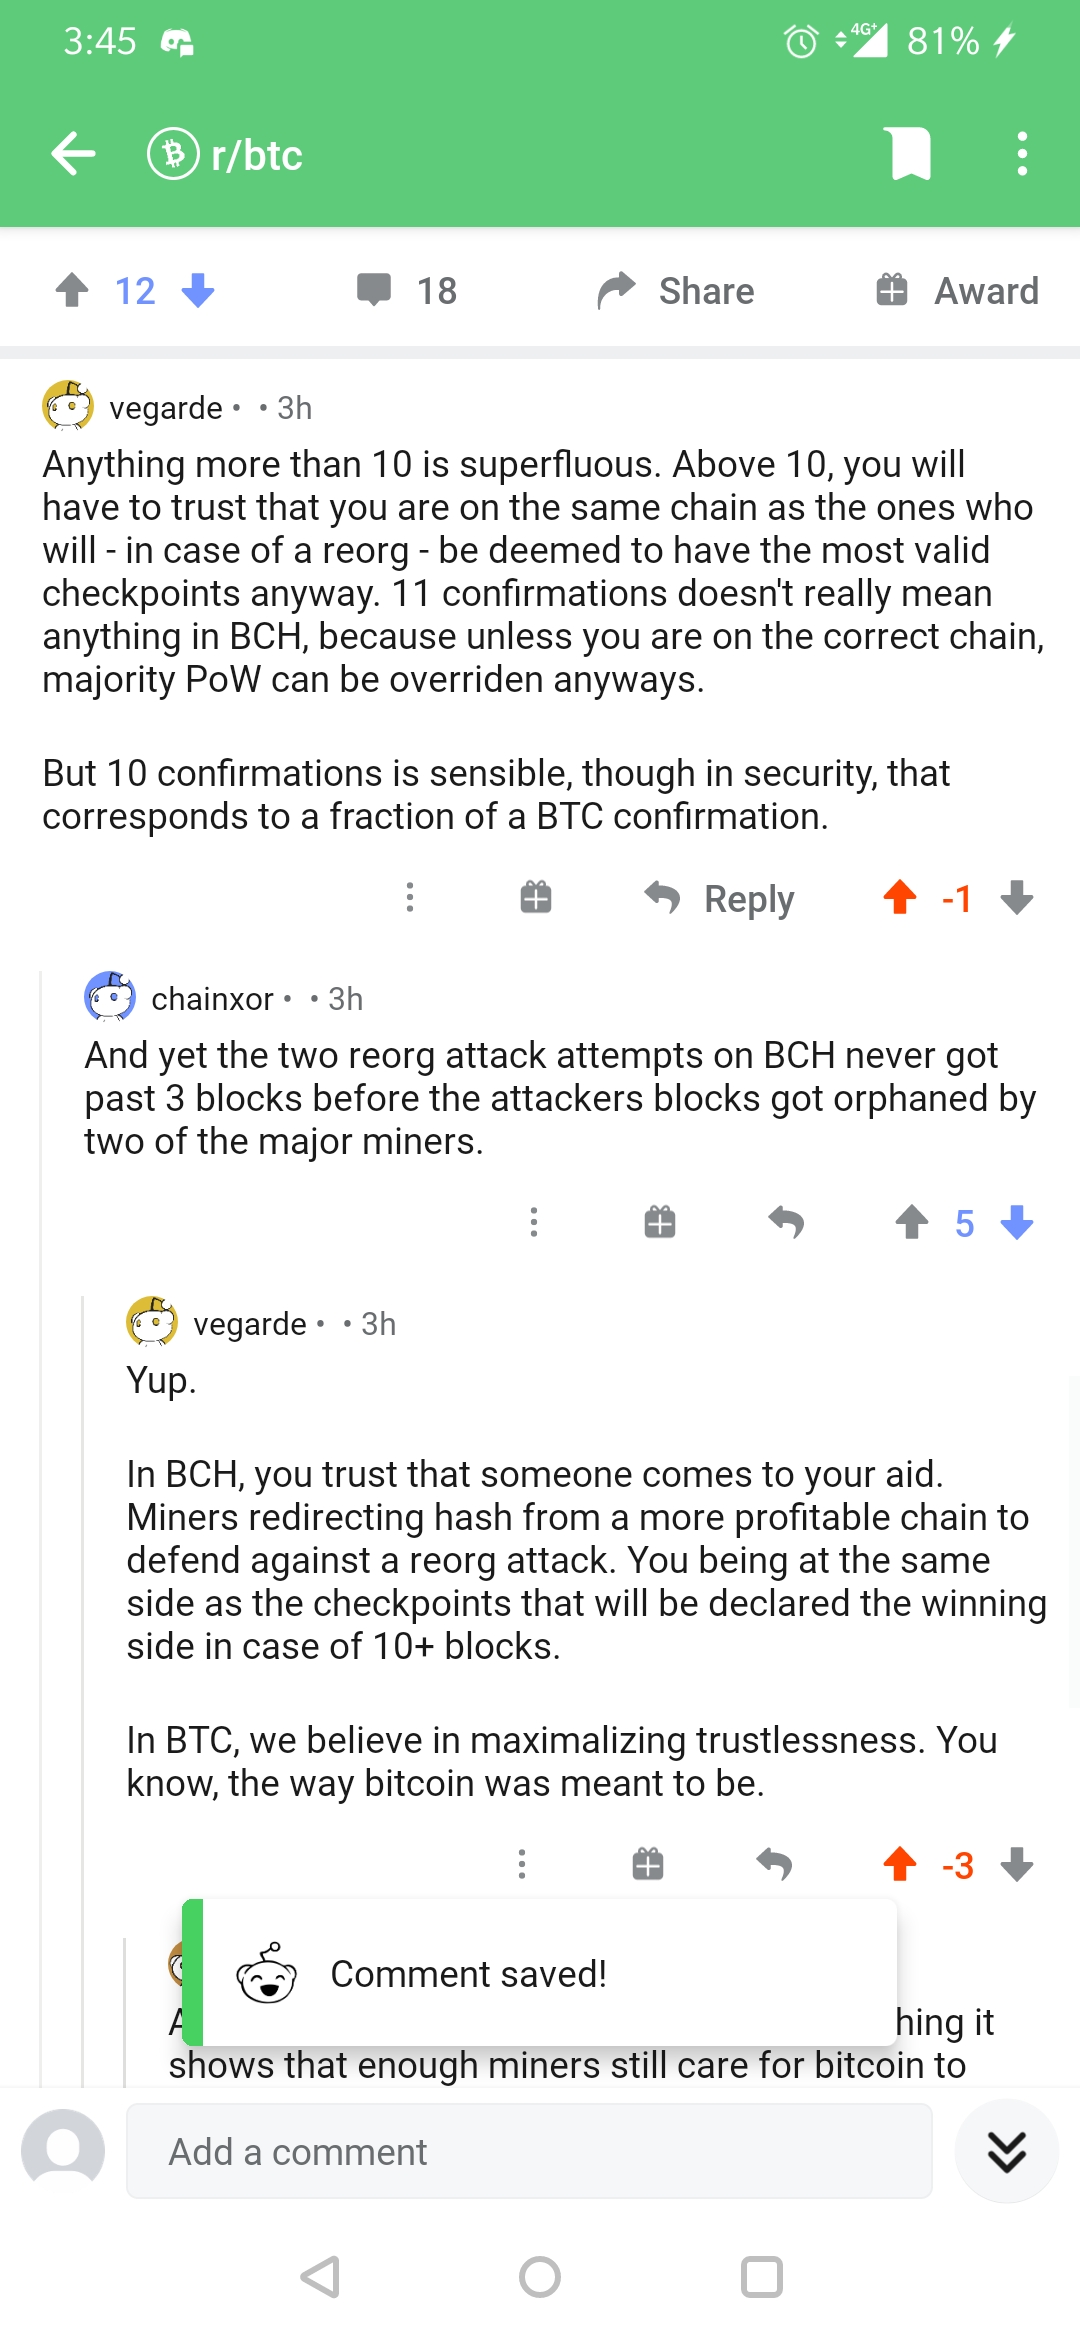 3:45
4G+ 81%
r/btc
12
18
Share
Award
vegarde • • 3h
Anything more than 10 is superfluous. Above 10, you will
have to trust that you are on the same chain as the ones who
will - in case of a reorg - be deemed to have the most valid
checkpoints anyway. 11 confirmations doesn't really mean
anything in BCH, because unless you are on the correct chain,
majority PoW can be overriden anyways.
But 10 confirmations is sensible, though in security, that
corresponds to a fraction of a BTC confirmation.
Reply
-1
chainxor • • 3h
And yet the two reorg attack attempts on BCH never got
past 3 blocks before the attackers blocks got orphaned by
two of the major miners.
5
vegarde • • 3h
Yup.
In BCH, you trust that someone comes to your aid.
Miners redirecting hash from a more profitable chain to
defend against a reorg attack. You being at the same
side as the checkpoints that will be declared the winning
side in case of 10+ blocks.
In BTC, we believe in maximalizing trustlessness. You
know, the way bitcoin was meant to be.
-3
Comment saved!
hing it
shows that enough miners still care for bitcoin to
Add a comment